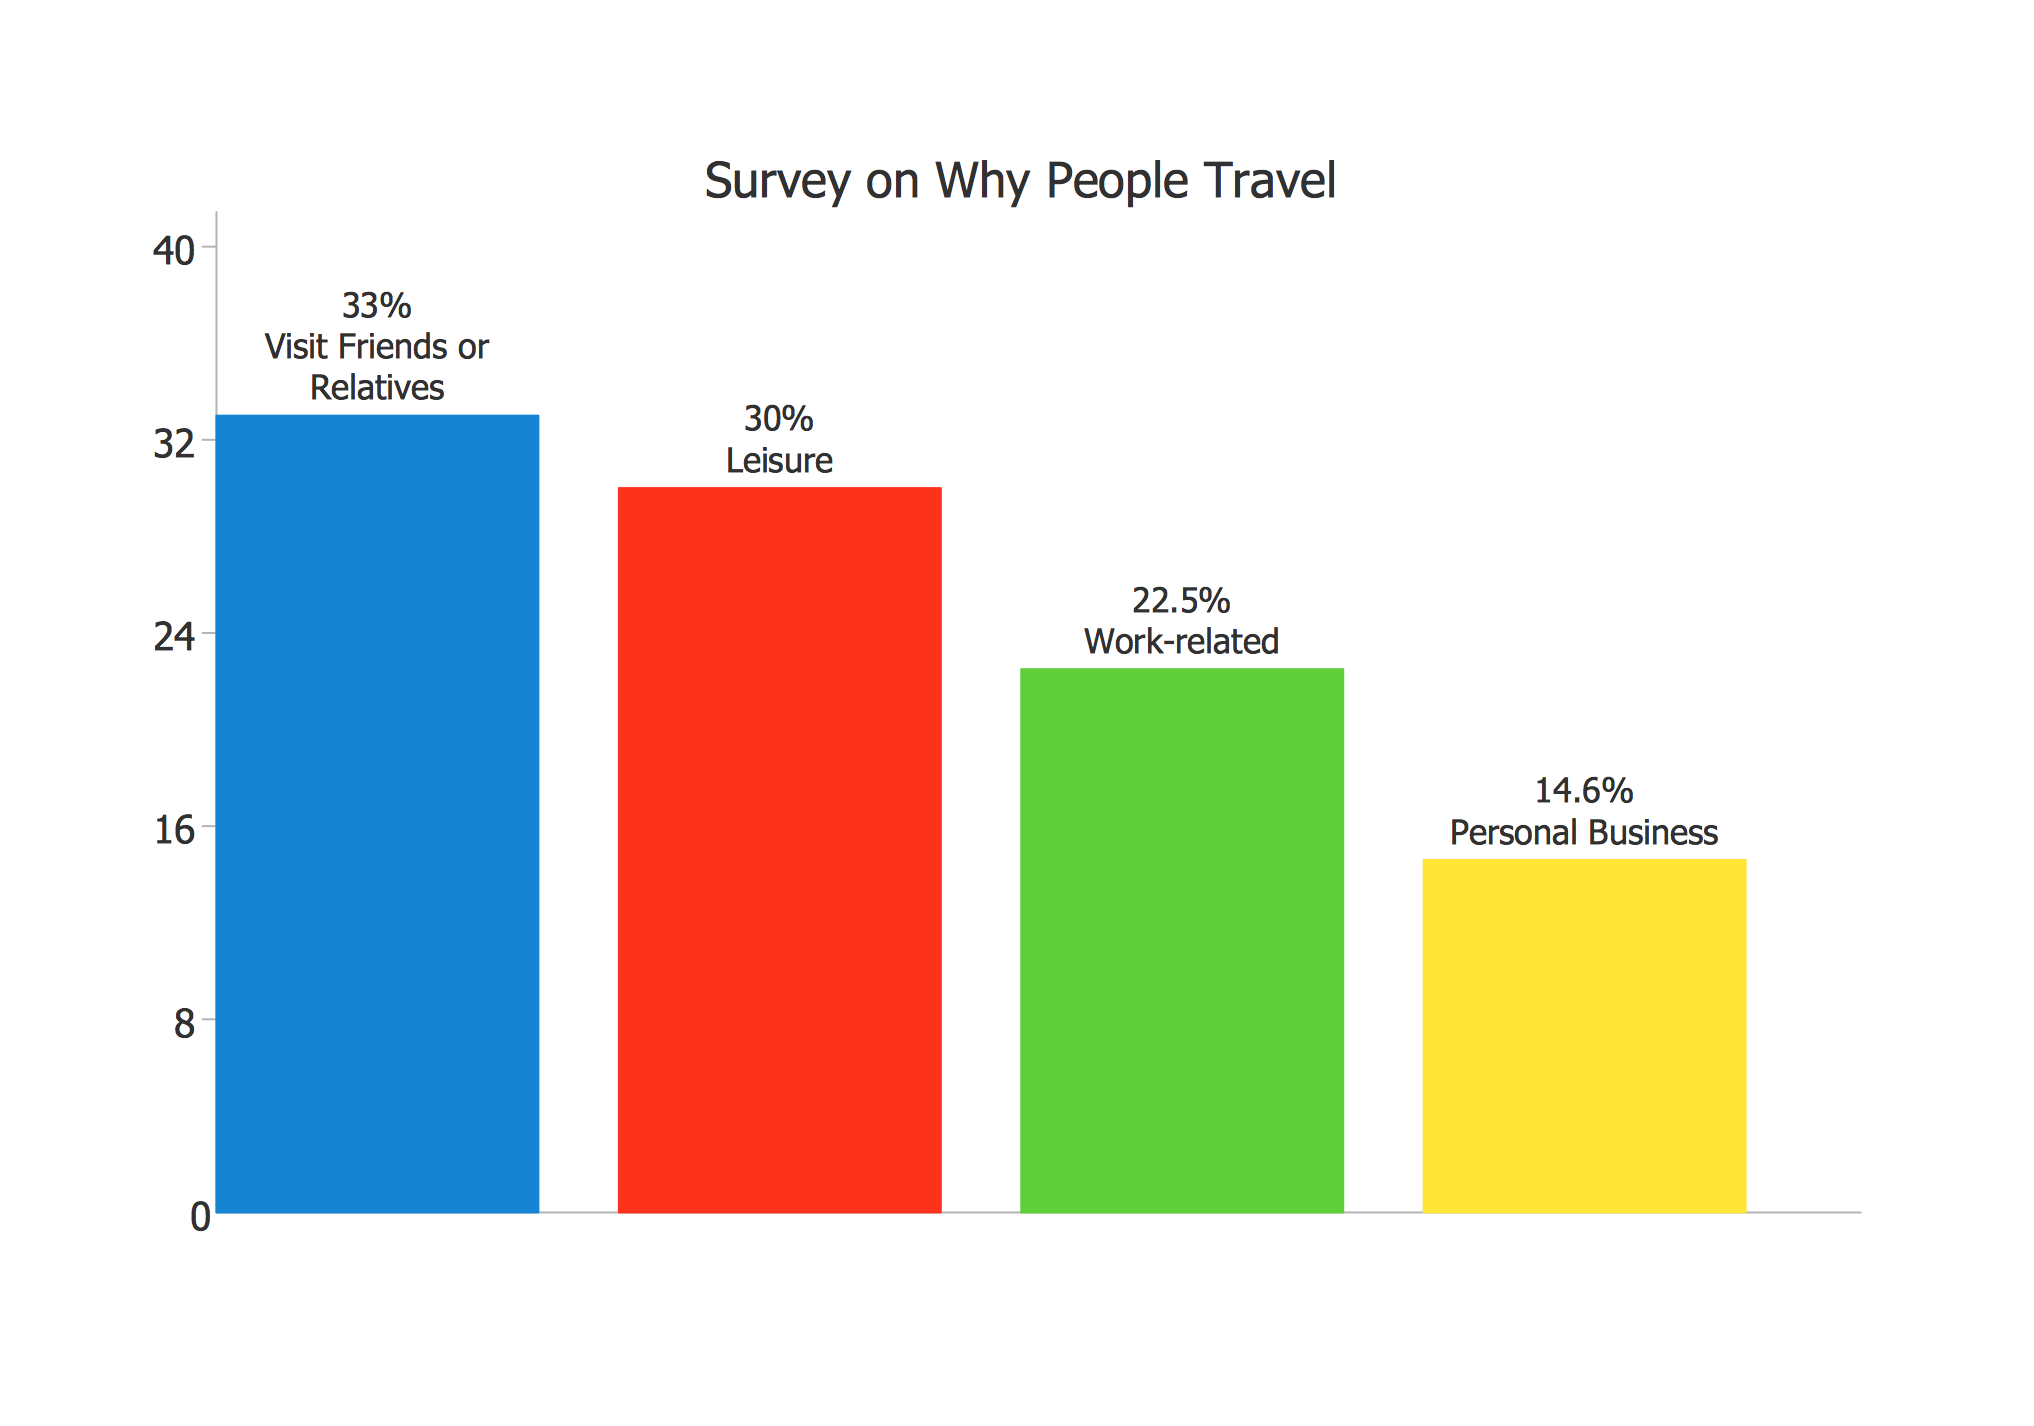 Survey on Why People Travel
40
33%
Visit Friends or
Relatives
32
30%
Leisure
24
22.5%
Work-related
16
14.6%
Personal Business
8
0